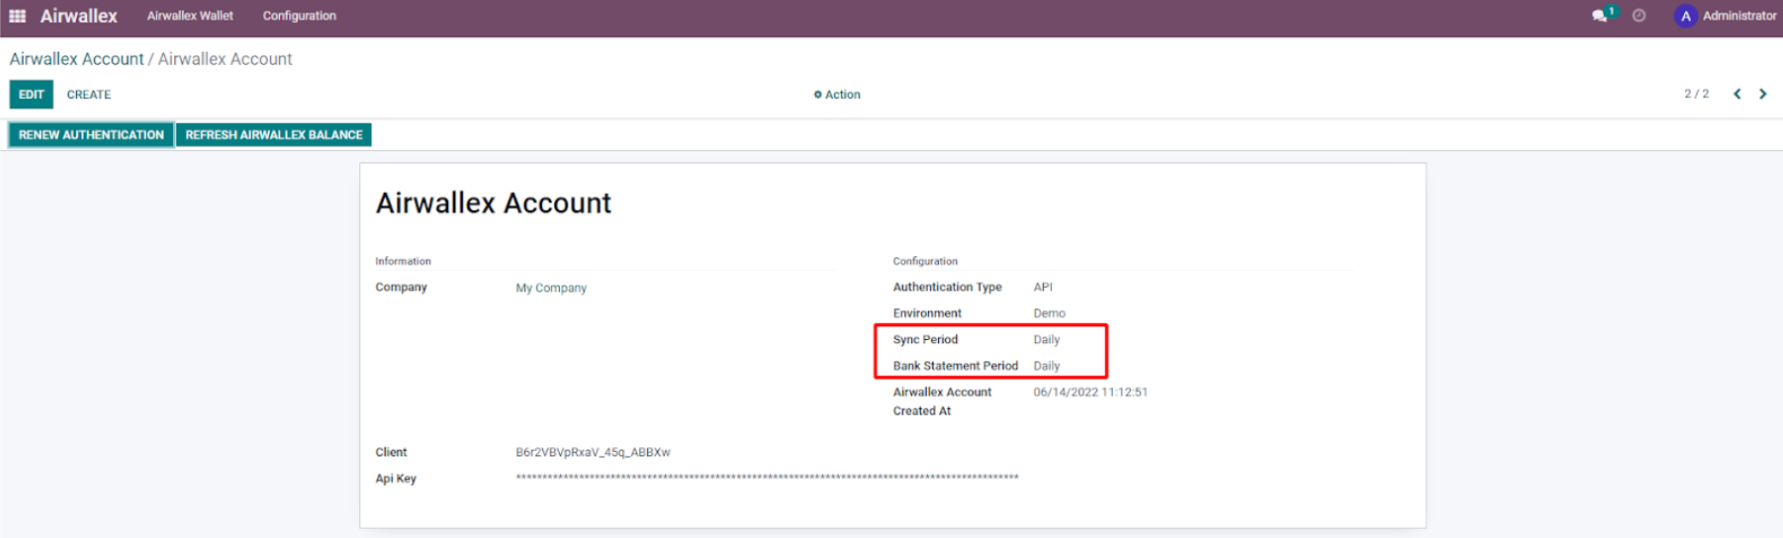 Airwallex Airwallex Wallet Configuration 1 A Administrator
Airwallex Account / Airwallex Account
EDIT CREATE Action 2 / 2
RENEW AUTHENTICATION REFRESH AIRWALLEX BALANCE
Airwallex Account
Information
Company My Company
Configuration
Authentication Type API
Environment Demo
Sync Period Daily
Bank Statement Period Daily
Airwallex Account Created At 06/14/2022 11:12:51
Client B6r2VBVpRxaV_45q_ABBXw
Api Key